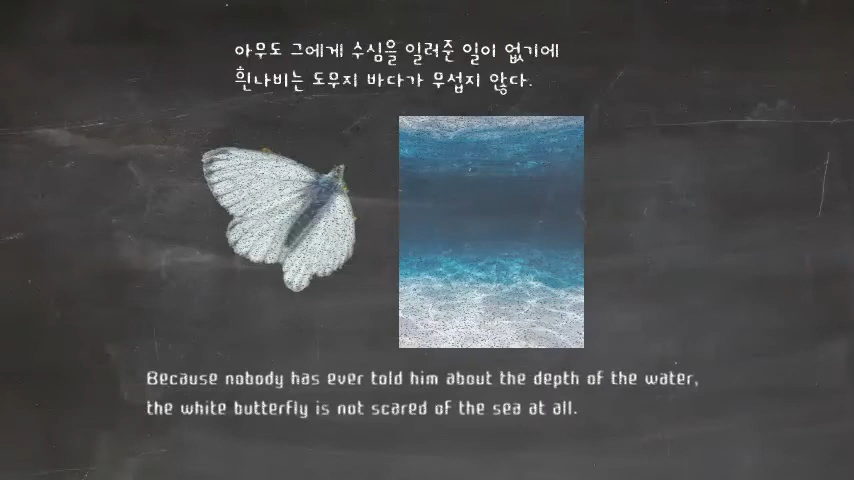 아무도 그에게 수심을 일러준 일이 없기에
흰나비는 도무지 바다가 무섭지 않다.
Because nobody has ever told him about the depth of the water,
the white butterfly is not scared of the sea at all.